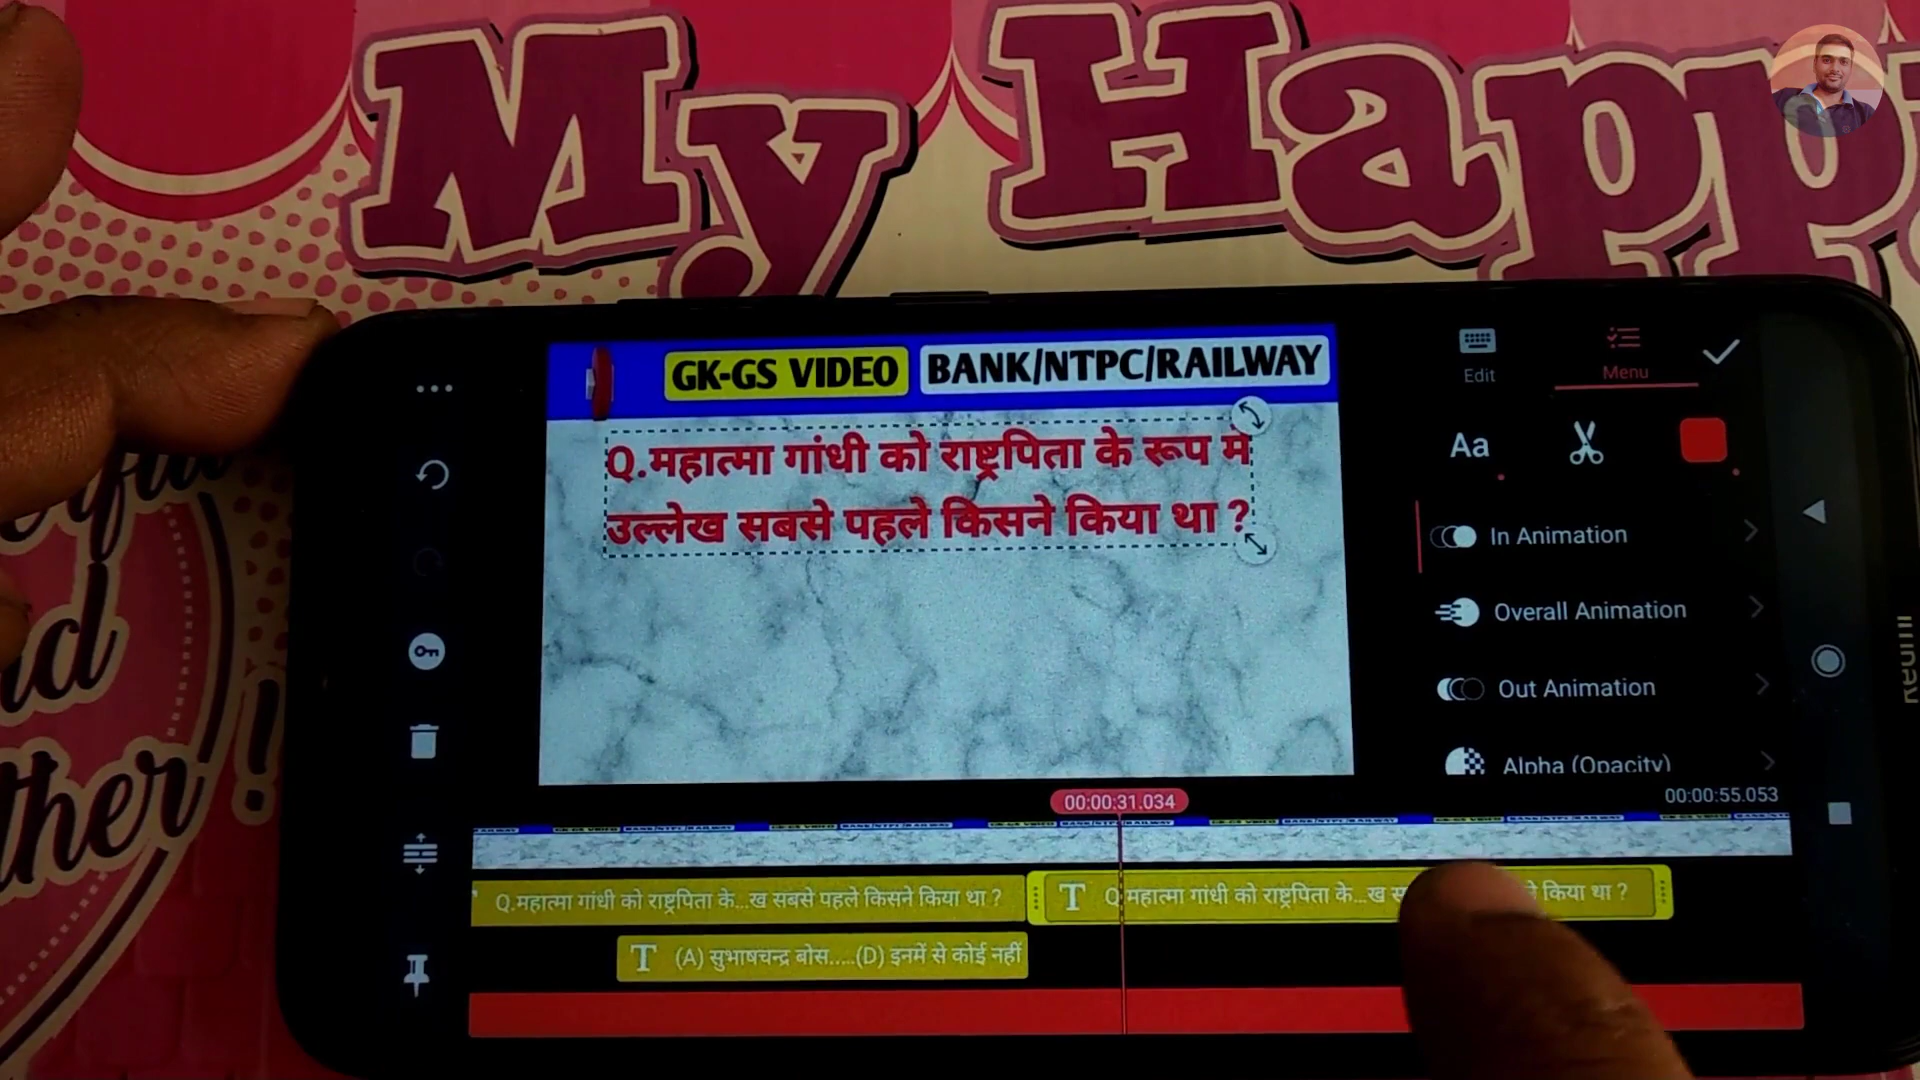 My Happ
GK-GS VIDEO BANK/NTPC/RAILWAY
Q.महात्मा गांधी को राष्ट्रपिता के रूप मे
उल्लेख सबसे पहले किसने किया था ?
Edit
Menu
Aa
In Animation
Overall Animation
Out Animation
Alpha (Opacity)
00:00:31.034
00:00:55.053
Q.महात्मा गांधी को राष्ट्रपिता के...ख सबसे पहले किसने किया था ?
T Q.महात्मा गांधी को राष्ट्रपिता के...ख स किया था ?
T (A) सुभाषचन्द्र बोस.....(D) इनमें से कोई नहीं
Redmi